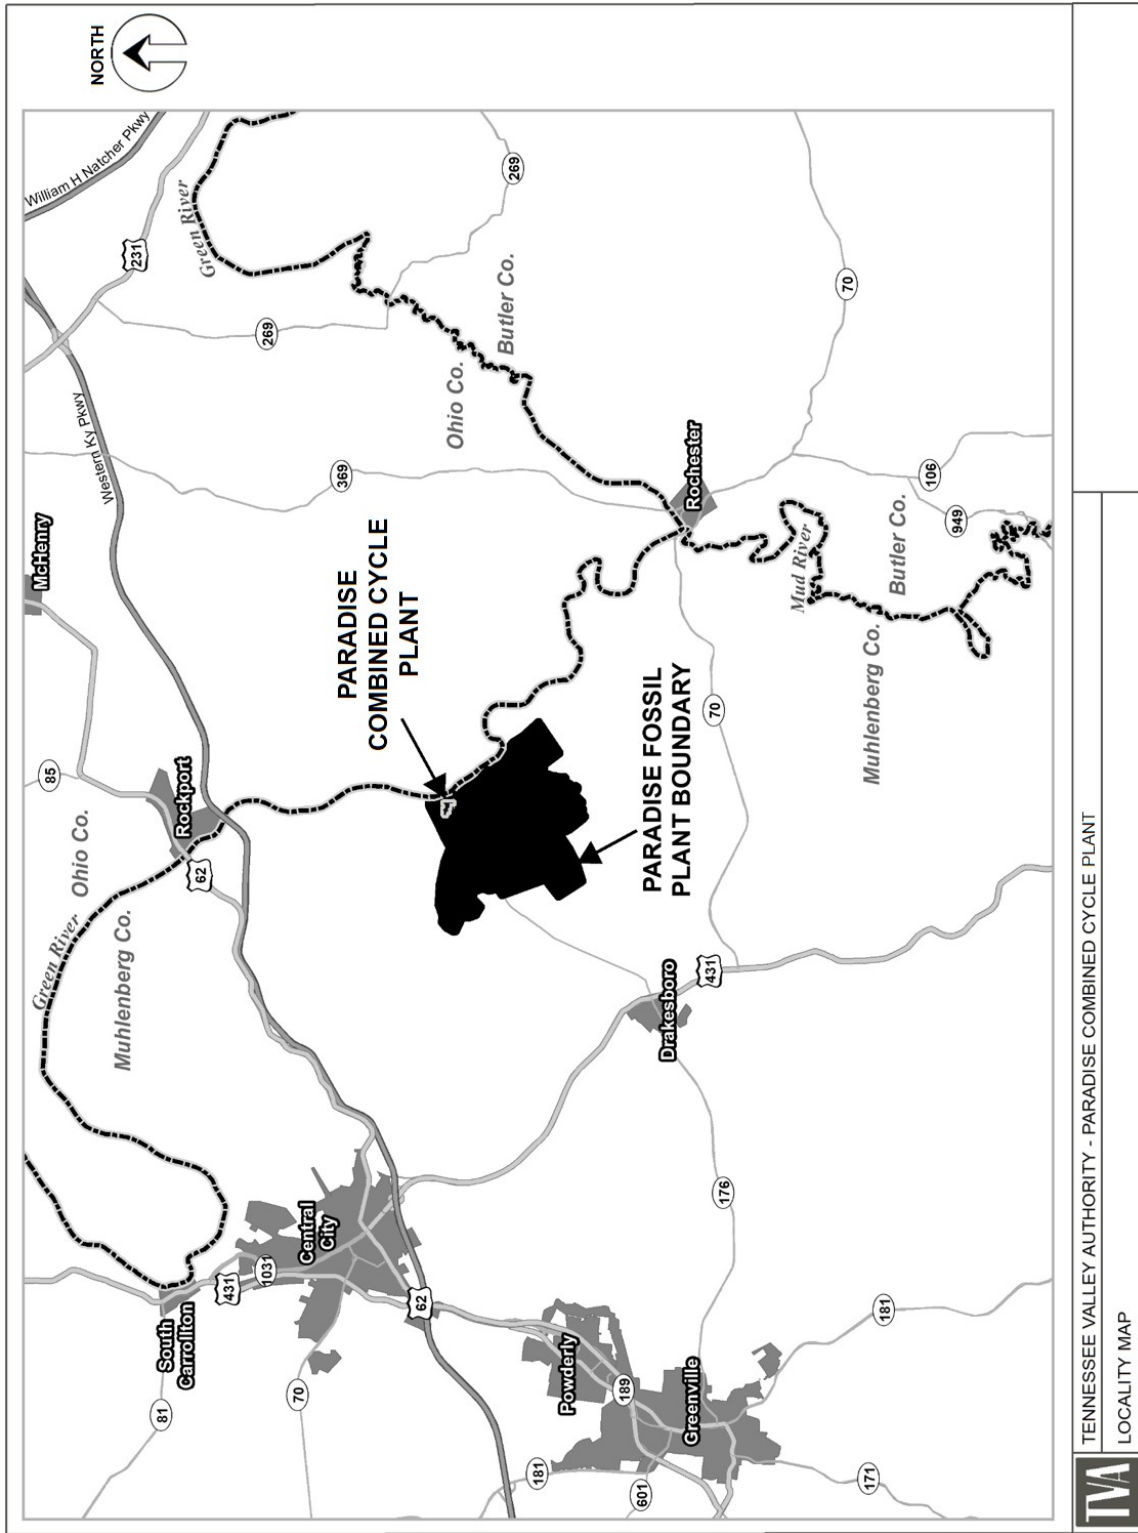 NORTH
William H Natcher Pkwy
McHenry
85
Green River
Ohio Co.
Western Ky Pkwy
231
Muhlenberg Co.
81
South
Carrollton
Rockport
62
Green River
431
1031
269
70
Central
City
369
PARADISE
COMBINED CYCLE
PLANT
62
Ohio Co.
Butler Co.
269
181
Powderly
189
601
PARADISE FOSSIL
PLANT BOUNDARY
Drakesboro
Greenville
Rochester
431
70
176
Mud River
70
171
181
Muhlenberg Co.
Butler Co.
106
949
TVA
TENNESSEE VALLEY AUTHORITY - PARADISE COMBINED CYCLE PLANT
LOCALITY MAP